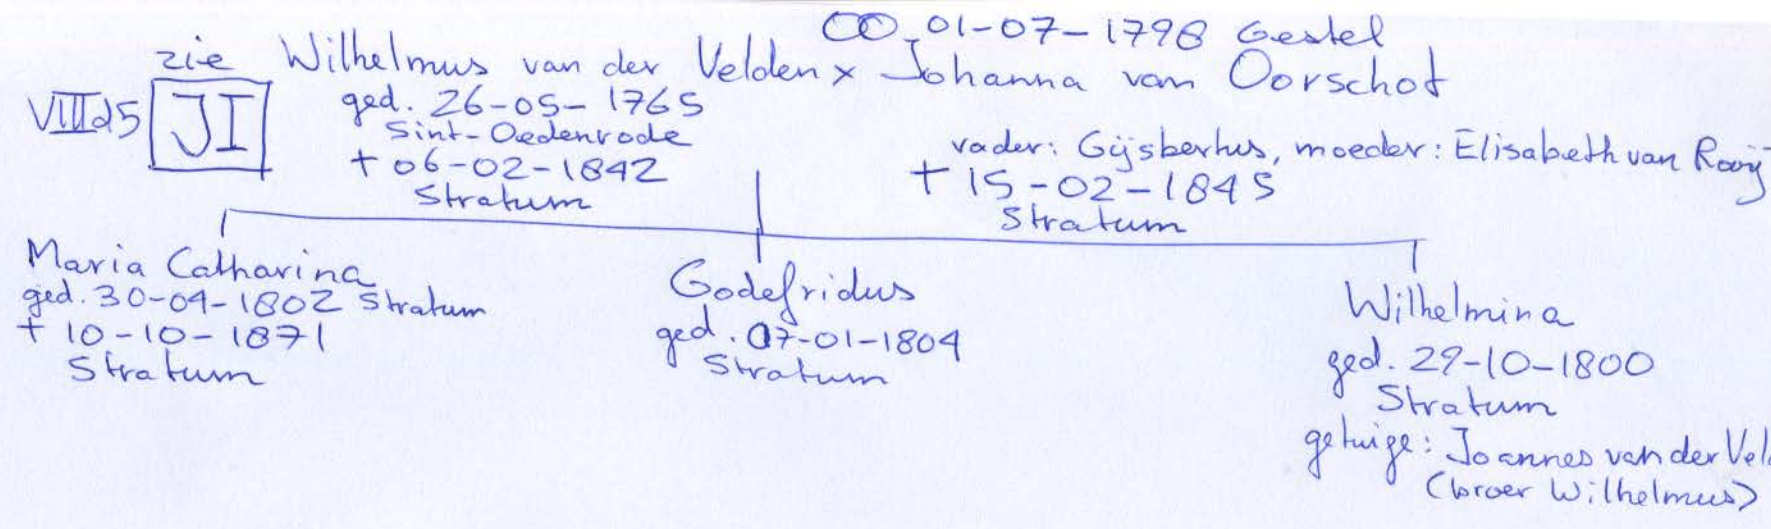 OO 01-07-1798 Gestel
zie Wilhelmus van der Velden x Johanna van Oorschot
VIIId5 JI ged. 26-05-1765
Sint-Oedenrode
+ 06-02-1842
Stratum
vader: Gijsbertus, moeder: Elisabeth van Rooij
+ 15-02-1845
Stratum
Maria Catharina
ged. 30-04-1802 Stratum
+ 10-10-1871
Stratum
Godefridus
ged. 07-01-1804
Stratum
Wilhelmina
ged. 29-10-1800
Stratum
getuige: Joannes van der Vel
(broer Wilhelmus)